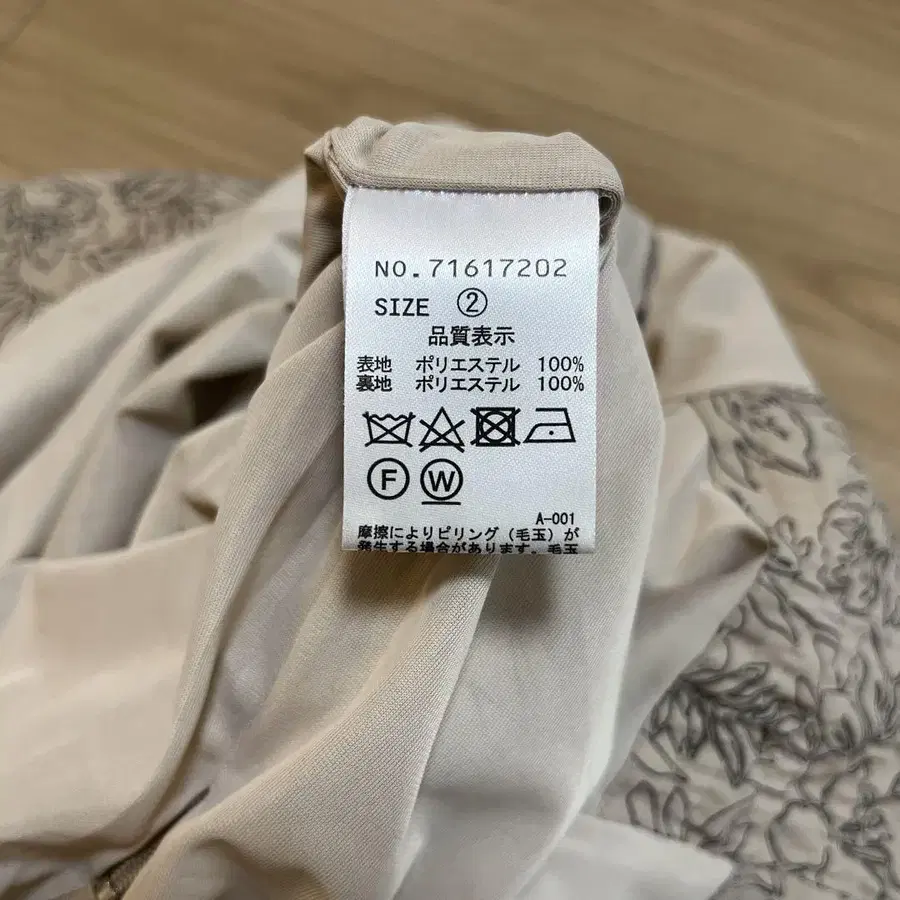 NO.71617202
SIZE ②
品質表示
表地 ポリエステル 100%
裏地 ポリエステル 100%
F W
A-001
摩擦によりピリング(毛玉)が
発生する場合があります。毛玉